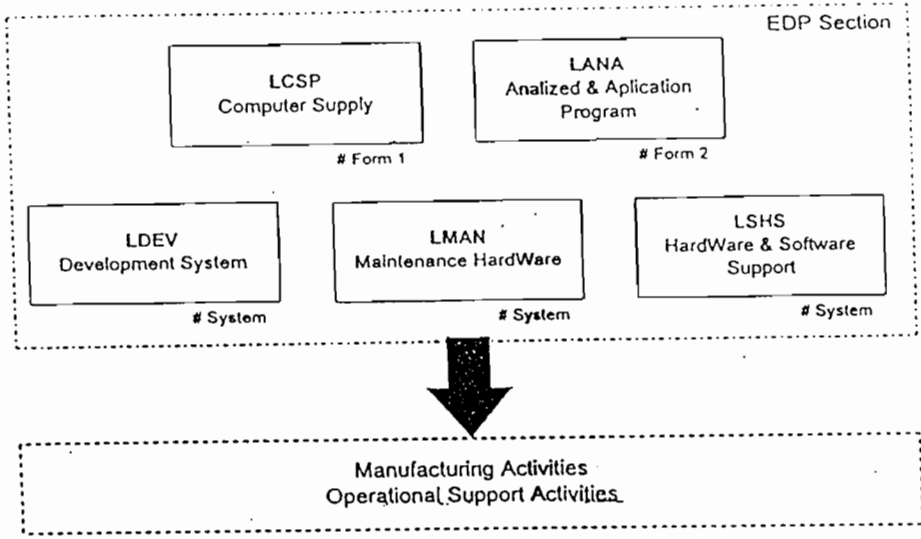 EDP Section
LCSP
Computer Supply
# Form 1
LANA
Analized & Aplication
Program
# Form 2
LDEV
Development System
# System
LMAN
Maintenance HardWare
# System
LSHS
HardWare & Software
Support
# System
Manufacturing Activities
Operational Support Activities